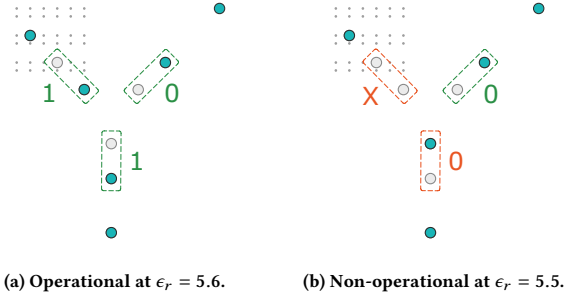 1
0
1
X
0
0
(a) Operational at ϵr = 5.6.
(b) Non-operational at ϵr = 5.5.